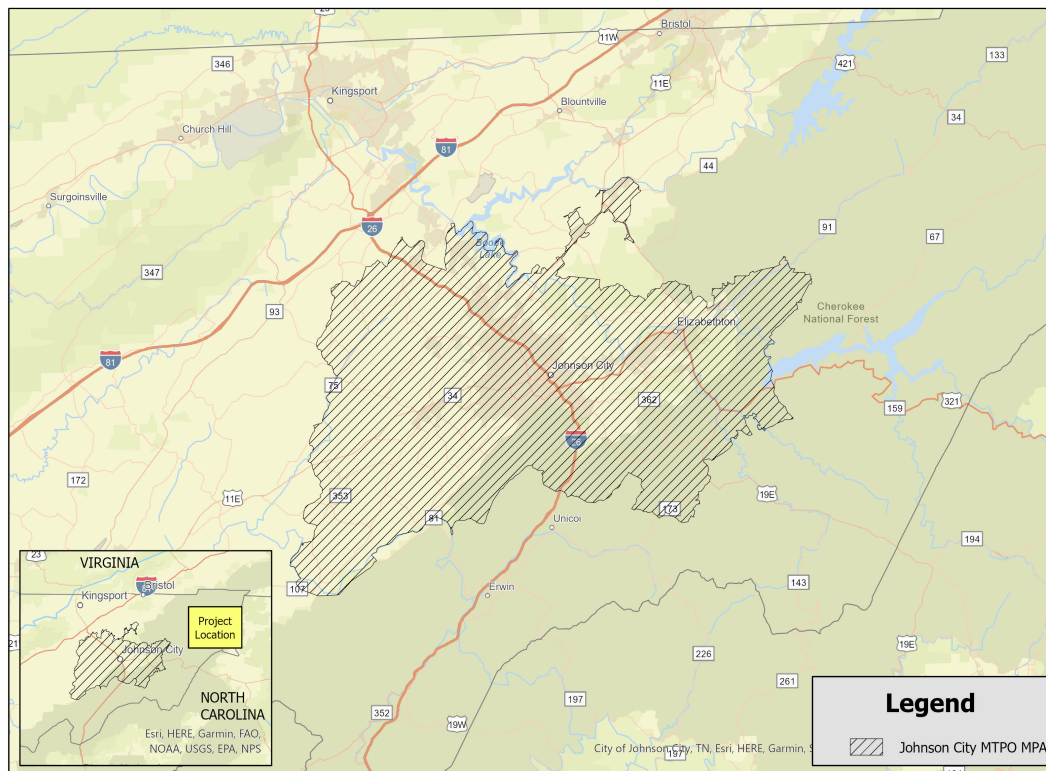 23
11W
Bristol
346
421
133
Kingsport
11E
Blountville
34
Church Hill
81
44
Surgoinsville
26
91
67
Boone
Lake
347
93
Cherokee
National Forest
Elizabethton
81
Johnson City
75
34
362
159
321
26
172
11E
353
81
173
19E
Unicoi
194
107
Erwin
143
19E
226
261
197
352
19W
197
23
VIRGINIA
Bristol
Kingsport
21
Project
Location
Johnson City
NORTH
CAROLINA
Esri, HERE, Garmin, FAO,
NOAA, USGS, EPA, NPS
City of Johnson City, TN, Esri, HERE, Garmin,
Legend
Johnson City MTPO MPA